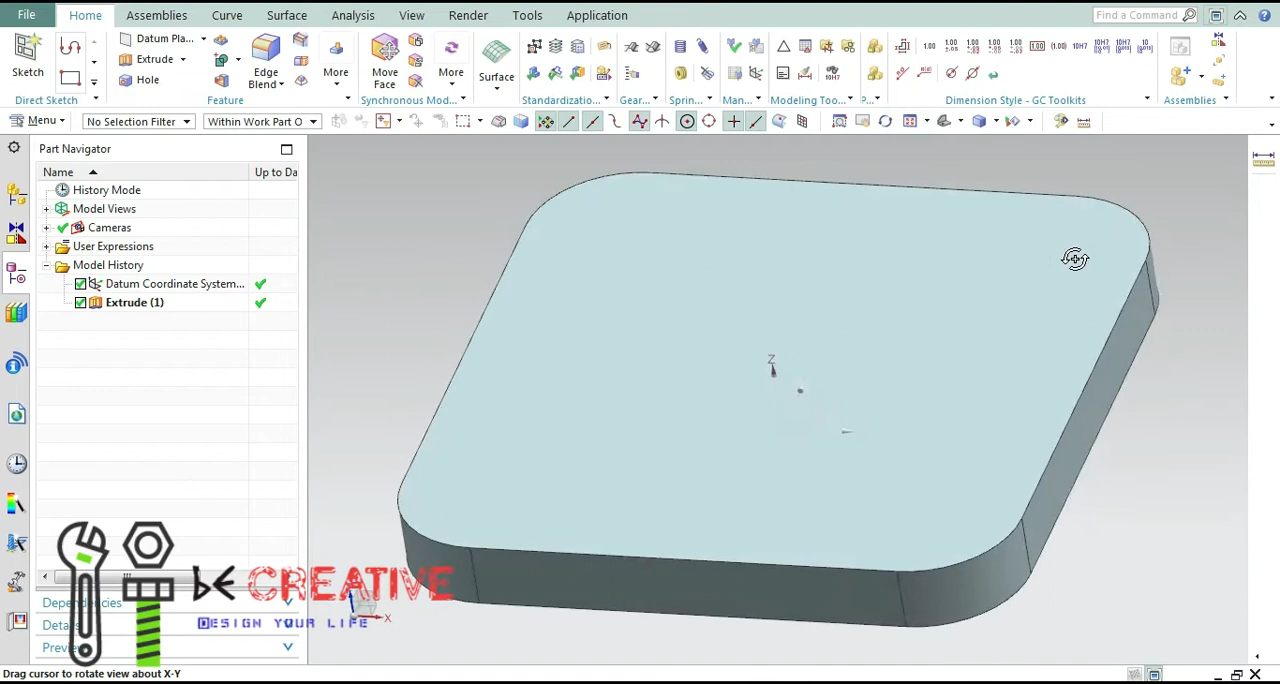 File Home Assemblies Curve Surface Analysis View Render Tools Application Find a Command
Sketch
Datum Pla...
Extrude
Hole
Edge Blend
More
Move Face
More
Surface
Direct Sketch Feature Synchronous Mod... Standardizatio... Gear... Sprin... Man... Modeling Too... P... Dimension Style - GC Toolkits Assemblies
Menu No Selection Filter Within Work Part O
Part Navigator
Name Up to Da
History Mode
Model Views
Cameras
User Expressions
Model History
Datum Coordinate System...
Extrude (1)
Z
bE CREATIVE
DESIGN YOUR LIFE
X
Dependencies
Details
Preview
Drag cursor to rotate view about X-Y